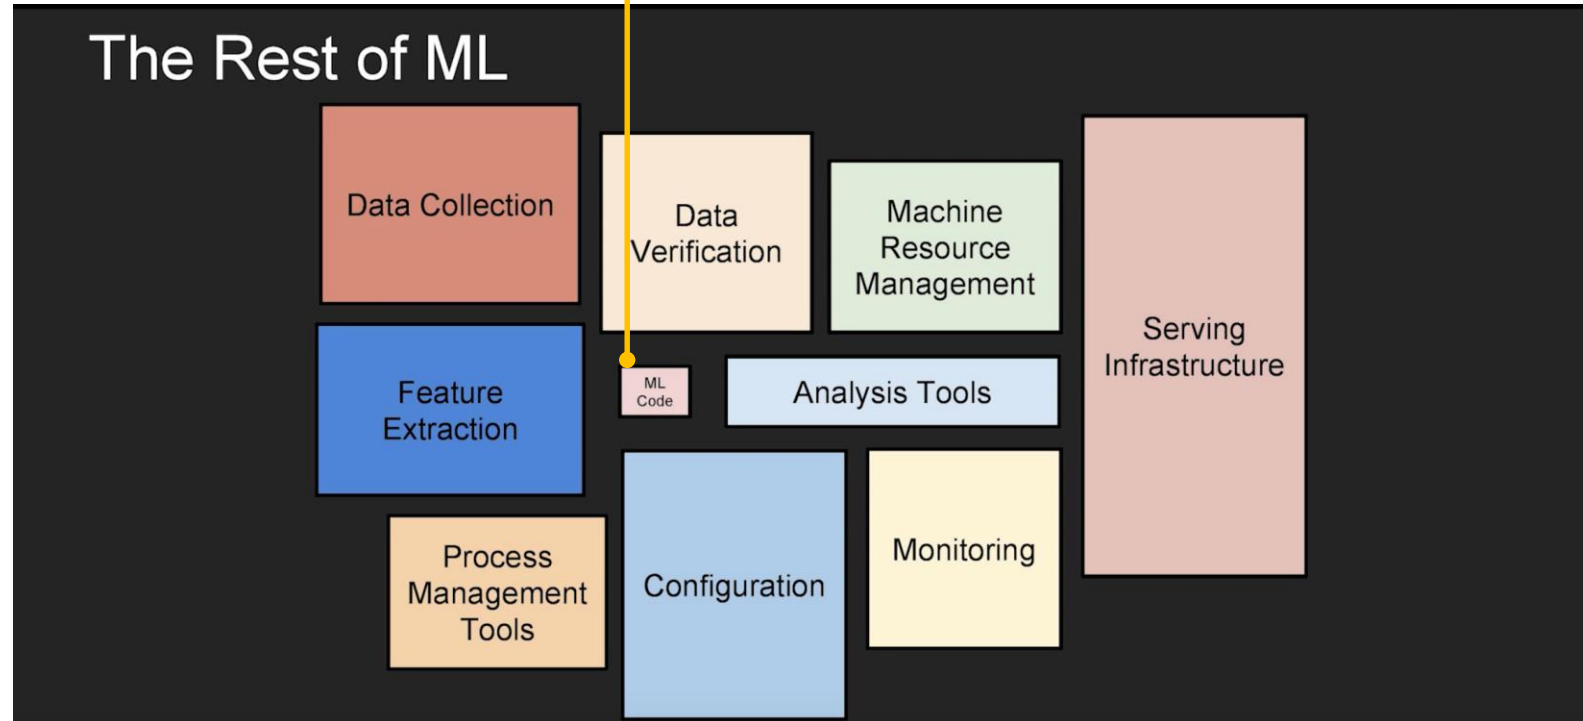 The Rest of ML
Data Collection
Data
Verification
Machine
Resource
Management
Serving
Infrastructure
Feature
Extraction
ML
Code
Analysis Tools
Process
Management
Tools
Configuration
Monitoring